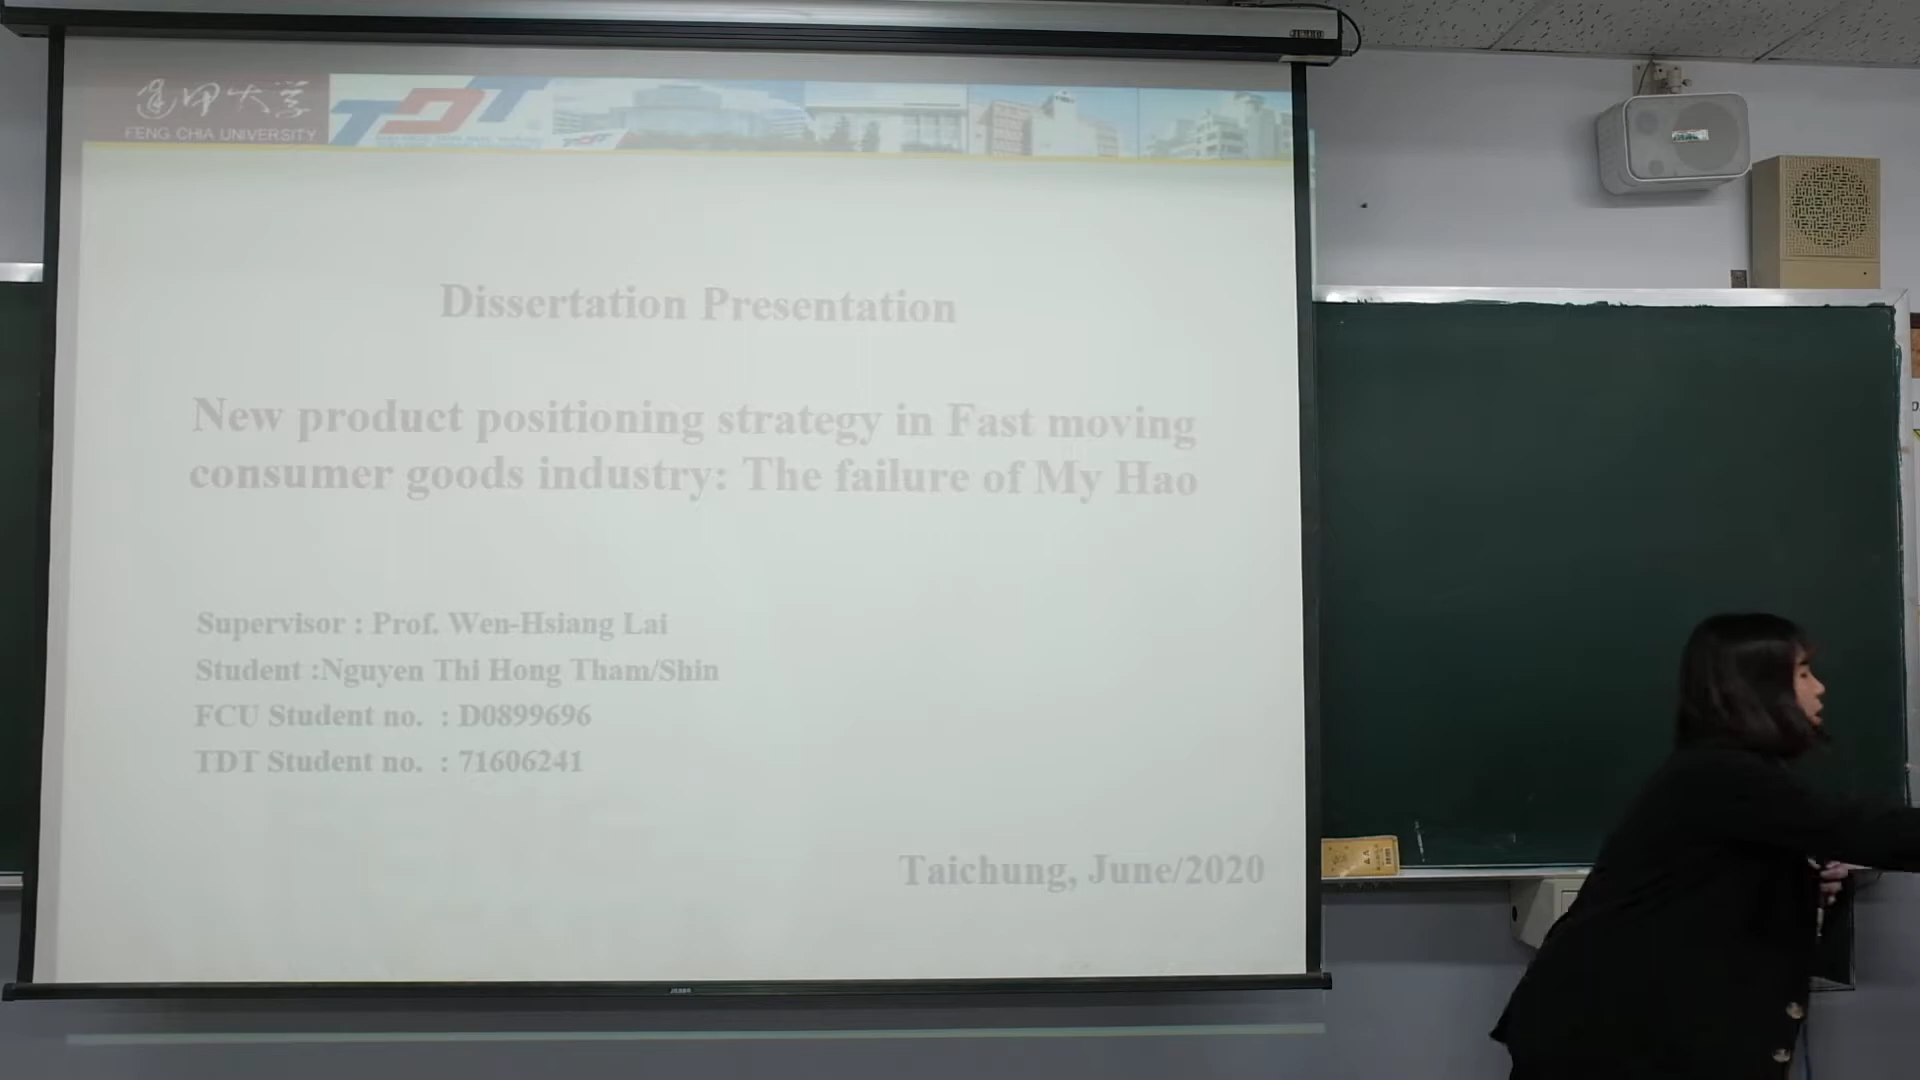 逢甲大學
FENG CHIA UNIVERSITY
TDT
Dissertation Presentation
New product positioning strategy in Fast moving
consumer goods industry: The failure of My Hao
Supervisor : Prof. Wen-Hsiang Lai
Student :Nguyen Thi Hong Tham/Shin
FCU Student no. : D0899696
TDT Student no. : 71606241
Taichung, June/2020